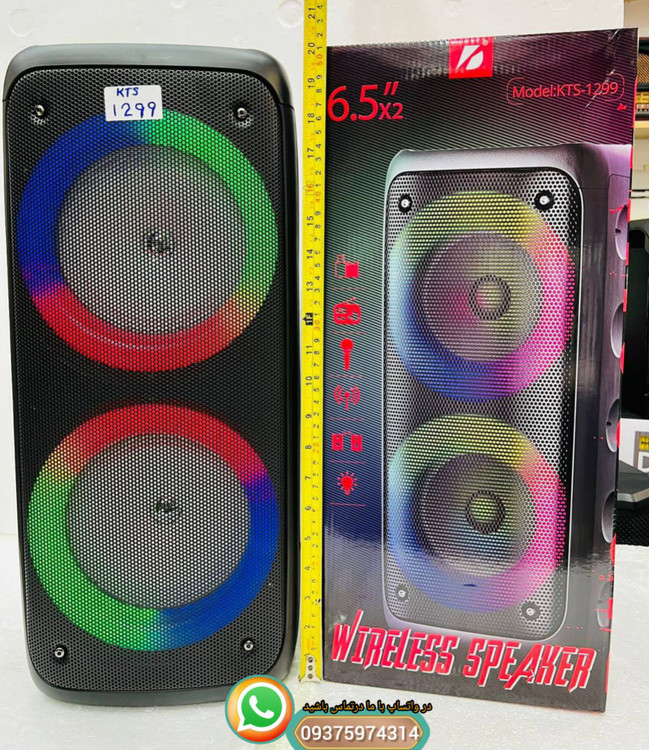 KTS
1299
6.5"x2
Model:KTS-1299
WIRELESS SPEAKER
در واتساپ با ما درتماس باشید
09375974314